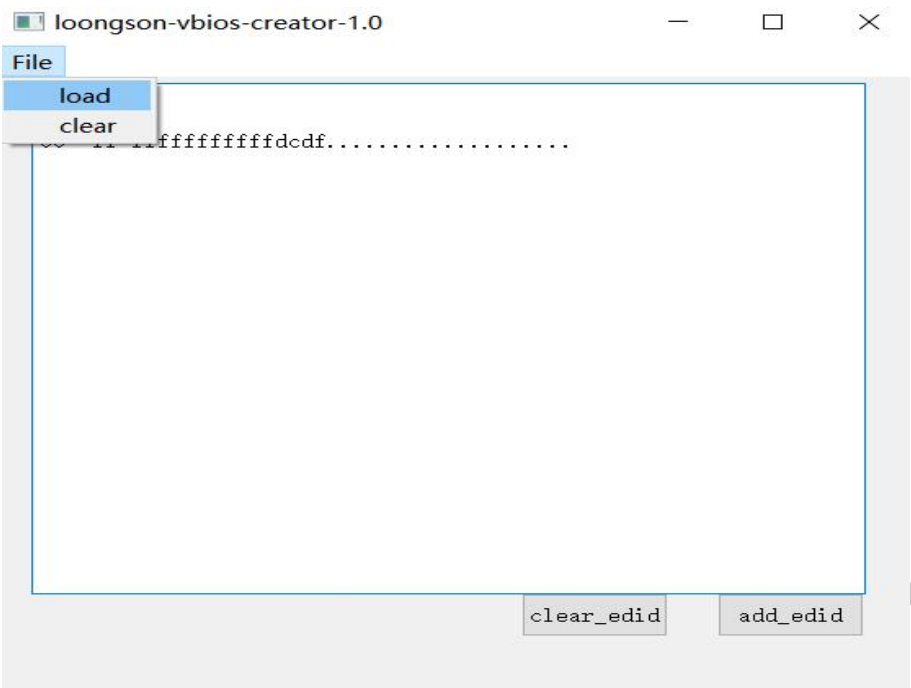 loongson-vbios-creator-1.0
File
load
clear
ffffffffffdcdf...................
clear_edid
add_edid